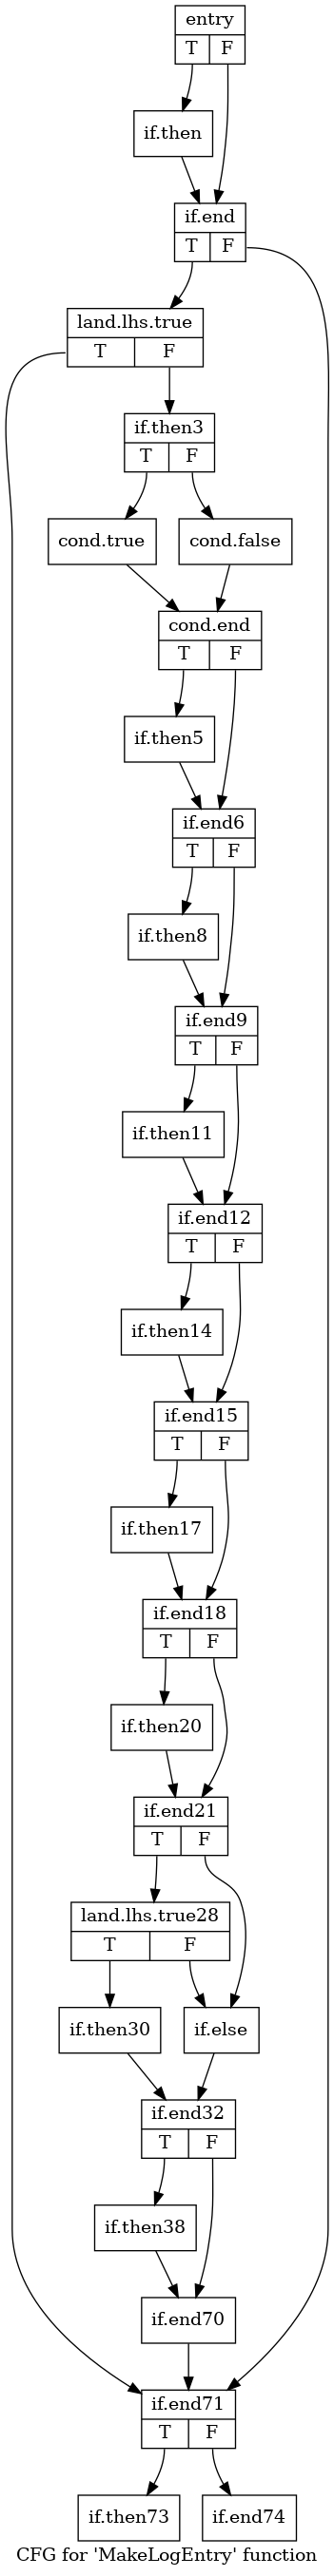 entry
T F
if.then
if.end
T F
land.lhs.true
T F
if.then3
T F
cond.true cond.false
cond.end
T F
if.then5
if.end6
T F
if.then8
if.end9
T F
if.then11
if.end12
T F
if.then14
if.end15
T F
if.then17
if.end18
T F
if.then20
if.end21
T F
land.lhs.true28
T F
if.then30 if.else
if.end32
T F
if.then38
if.end70
if.end71
T F
if.then73 if.end74
CFG for 'MakeLogEntry' function